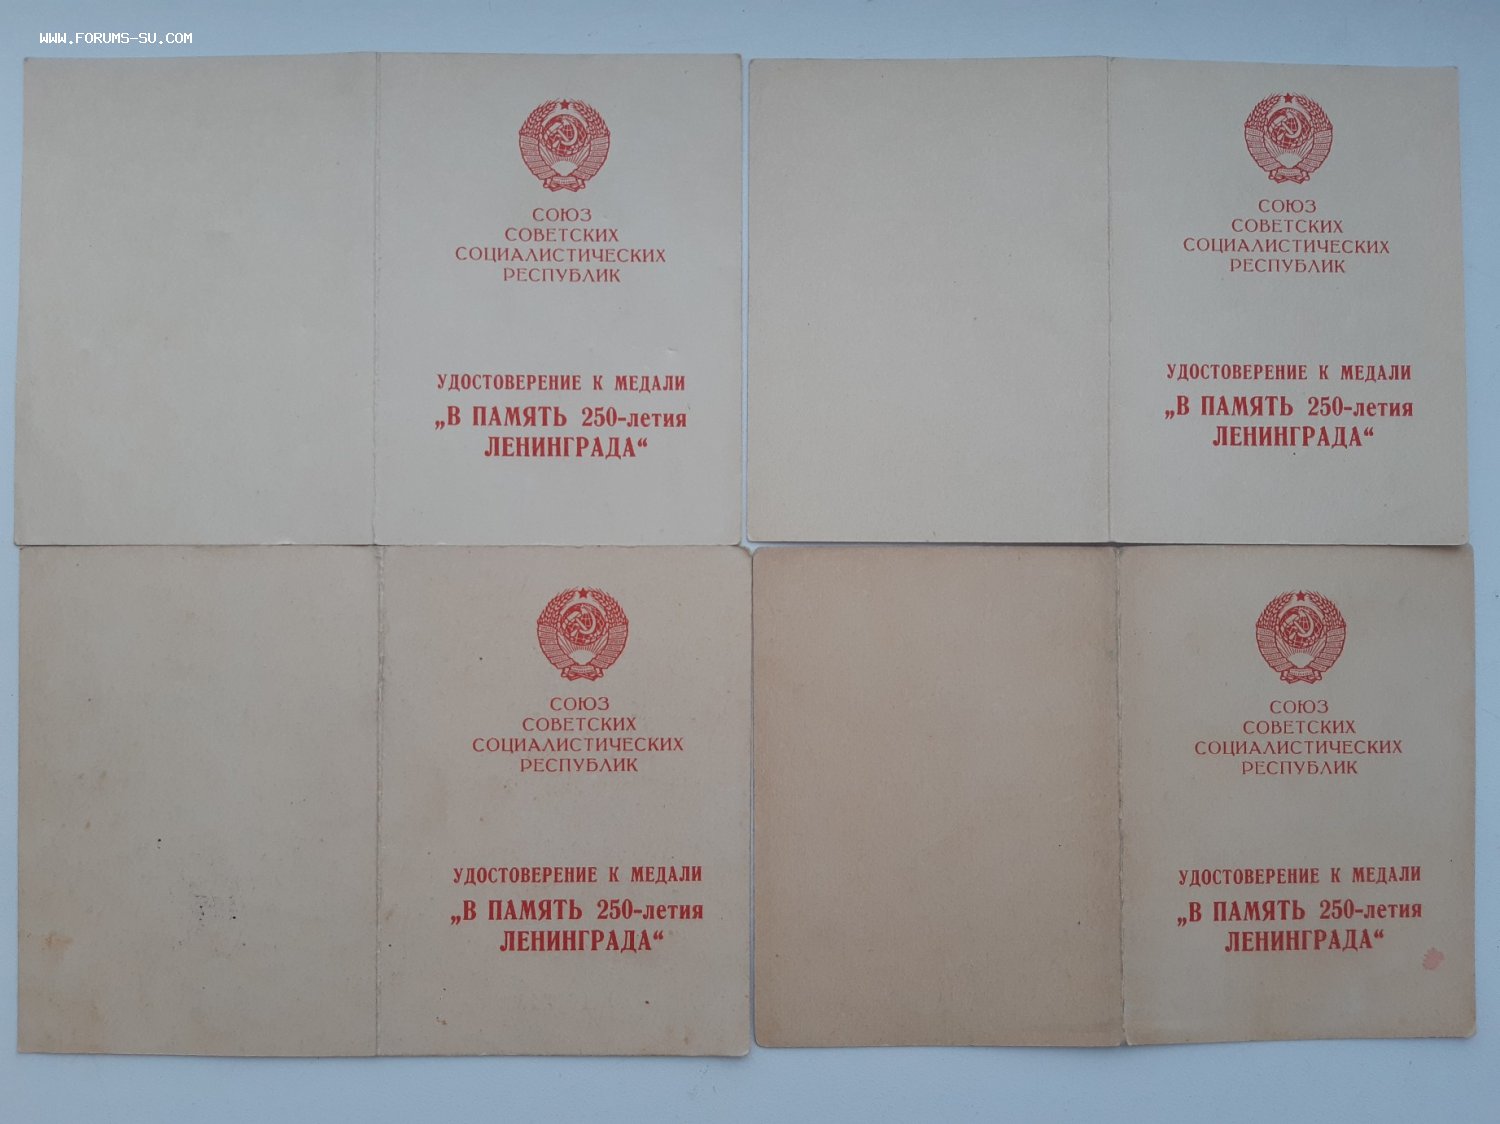 WWW.FORUMS-SU.COM
СОЮЗ
СОВЕТСКИХ
СОЦИАЛИСТИЧЕСКИХ
РЕСПУБЛИК
УДОСТОВЕРЕНИЕ К МЕДАЛИ
„В ПАМЯТЬ 250-летия
ЛЕНИНГРАДА“
СОЮЗ
СОВЕТСКИХ
СОЦИАЛИСТИЧЕСКИХ
РЕСПУБЛИК
УДОСТОВЕРЕНИЕ К МЕДАЛИ
„В ПАМЯТЬ 250-летия
ЛЕНИНГРАДА“
СОЮЗ
СОВЕТСКИХ
СОЦИАЛИСТИЧЕСКИХ
РЕСПУБЛИК
УДОСТОВЕРЕНИЕ К МЕДАЛИ
„В ПАМЯТЬ 250-летия
ЛЕНИНГРАДА“
СОЮЗ
СОВЕТСКИХ
СОЦИАЛИСТИЧЕСКИХ
РЕСПУБЛИК
УДОСТОВЕРЕНИЕ К МЕДАЛИ
„В ПАМЯТЬ 250-летия
ЛЕНИНГРАДА“